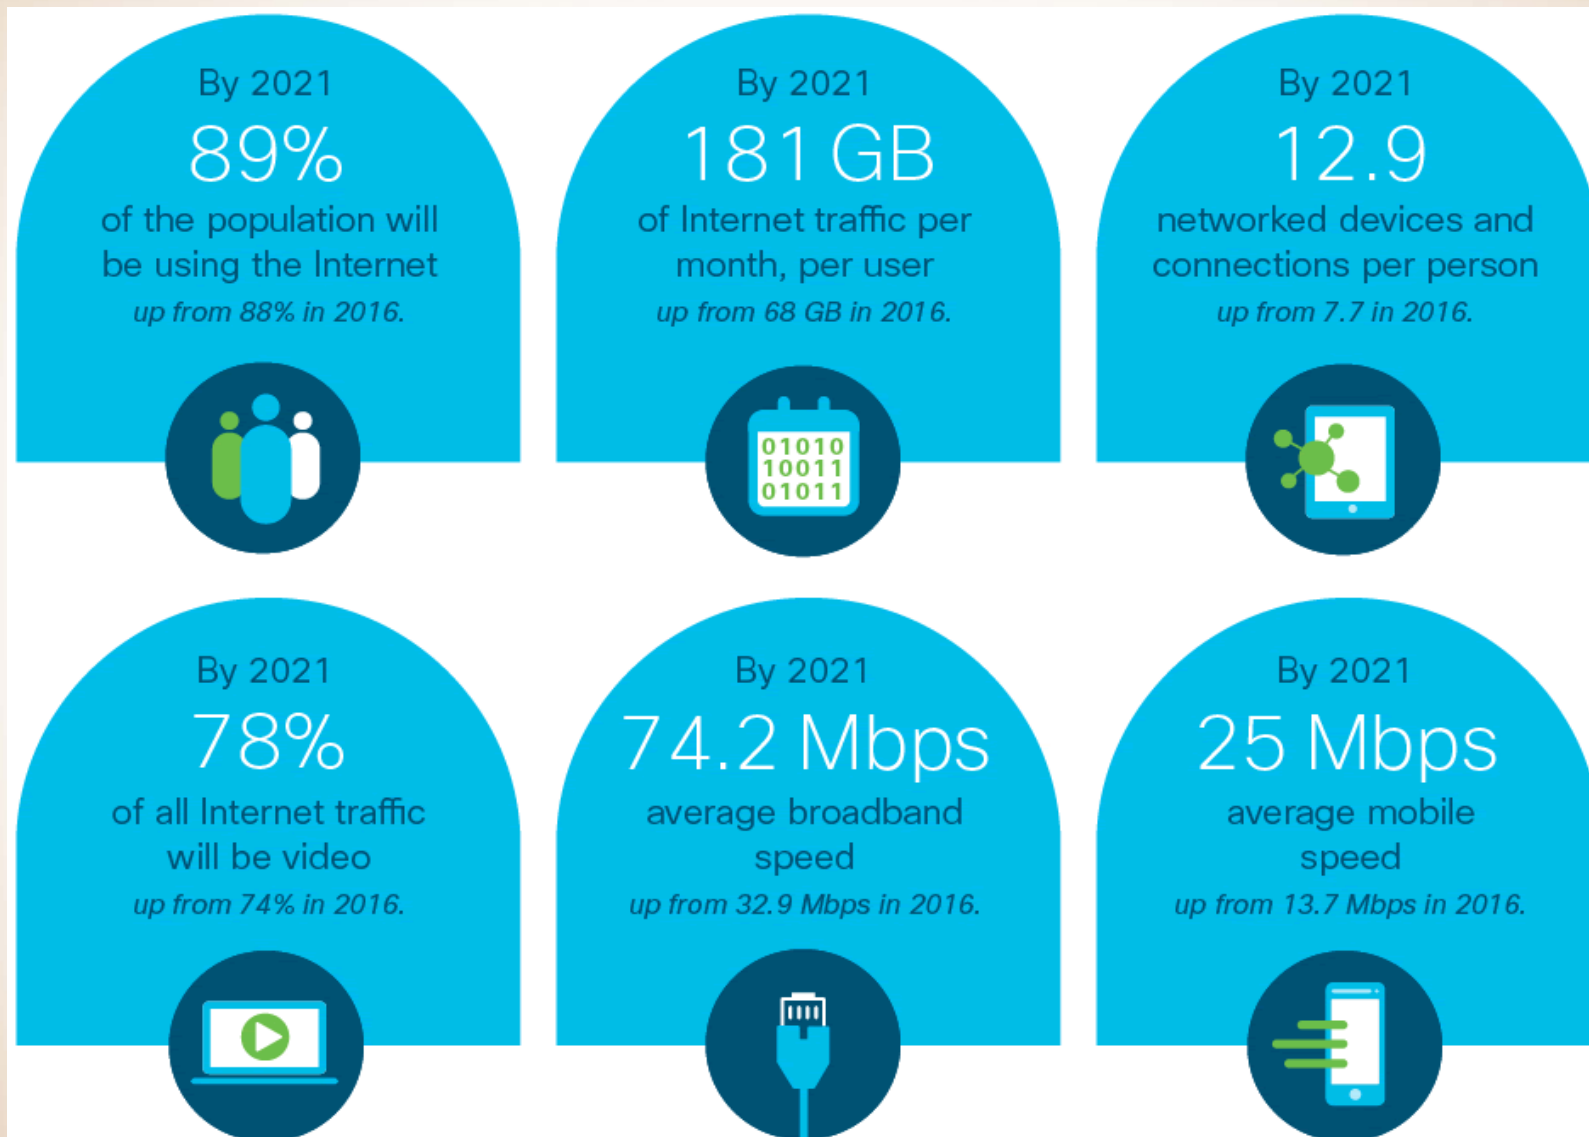 By 2021
89%
of the population will
be using the Internet
up from 88% in 2016.
By 2021
181 GB
of Internet traffic per
month, per user
up from 68 GB in 2016.
01010
10011
01011
By 2021
12.9
networked devices and
connections per person
up from 7.7 in 2016.
By 2021
78%
of all Internet traffic
will be video
up from 74% in 2016.
By 2021
74.2 Mbps
average broadband
speed
up from 32.9 Mbps in 2016.
By 2021
25 Mbps
average mobile
speed
up from 13.7 Mbps in 2016.